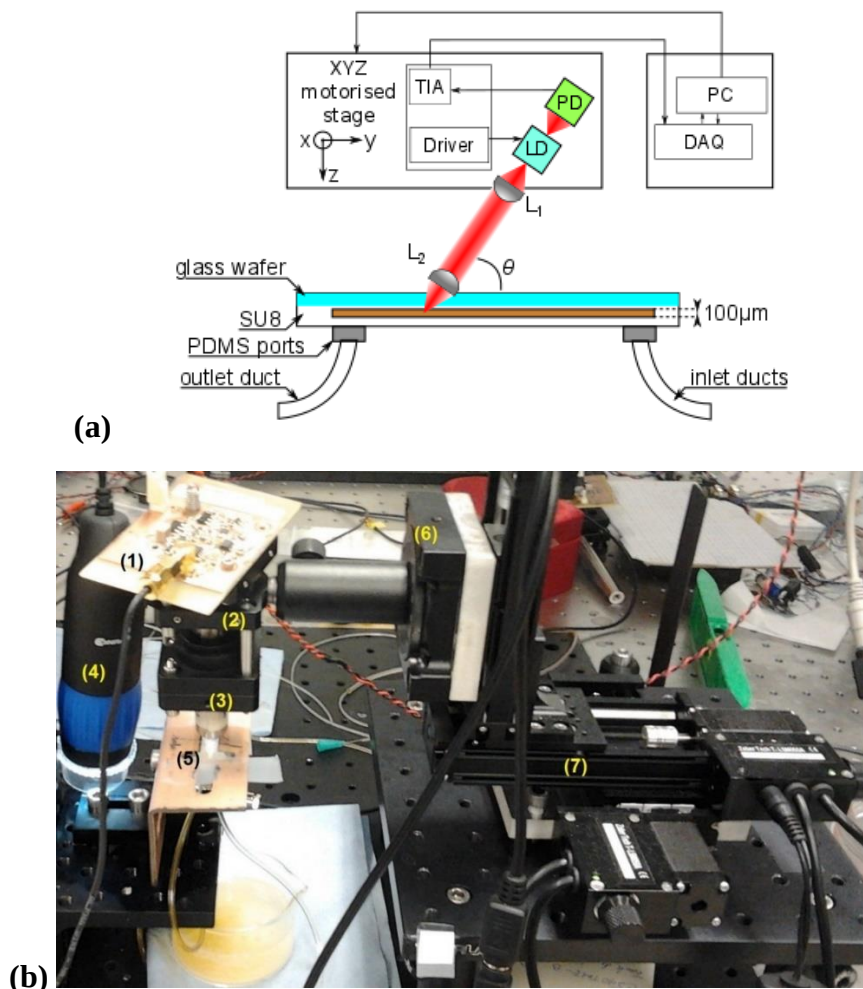 XYZ
motorised
stage
x
y
z
TIA
Driver
PD
LD
PC
DAQ
L1
L2
θ
glass wafer
SU8
PDMS ports
outlet duct
100μm
inlet ducts
(a)
(1)
(2)
(3)
(4)
(5)
(6)
(7)
(b)